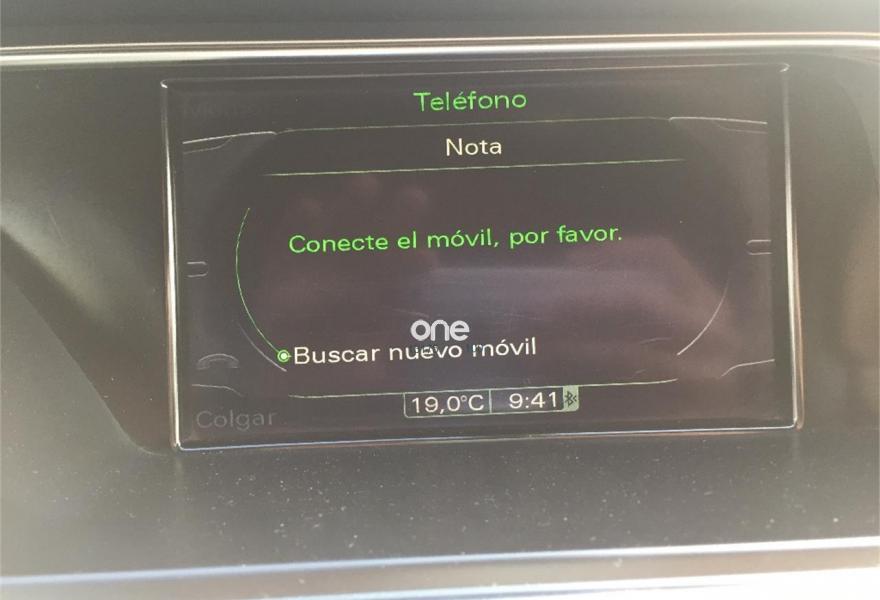 Teléfono
Nota
Conecte el móvil, por favor.
one
Buscar nuevo móvil
19,0°C 9:41
Colgar